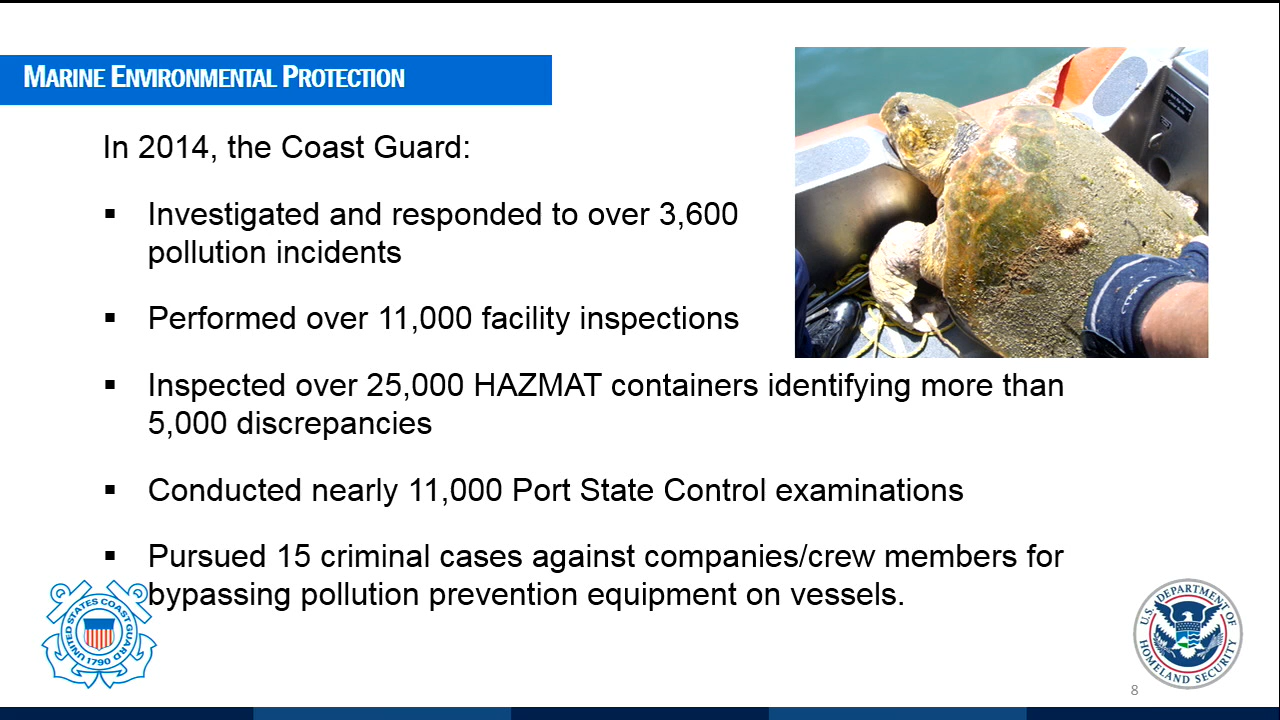 MARINE ENVIRONMENTAL PROTECTION
In 2014, the Coast Guard:
▪ Investigated and responded to over 3,600
pollution incidents
▪ Performed over 11,000 facility inspections
▪ Inspected over 25,000 HAZMAT containers identifying more than
5,000 discrepancies
▪ Conducted nearly 11,000 Port State Control examinations
▪ Pursued 15 criminal cases against companies/crew members for
bypassing pollution prevention equipment on vessels.
UNITED STATES COAST GUARD
1790
U.S. DEPARTMENT OF
HOMELAND SECURITY
8